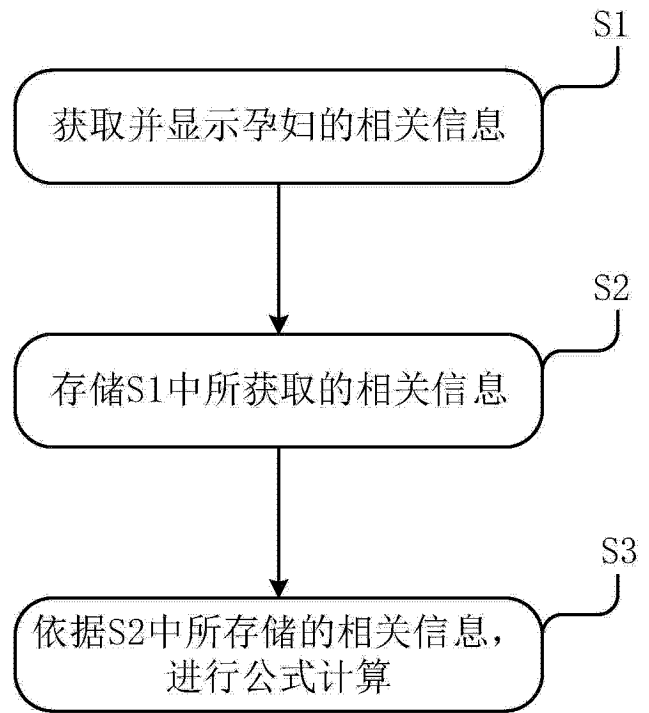 S1
获取并显示孕妇的相关信息
S2
存储S1中所获取的相关信息
S3
依据S2中所存储的相关信息，
进行公式计算